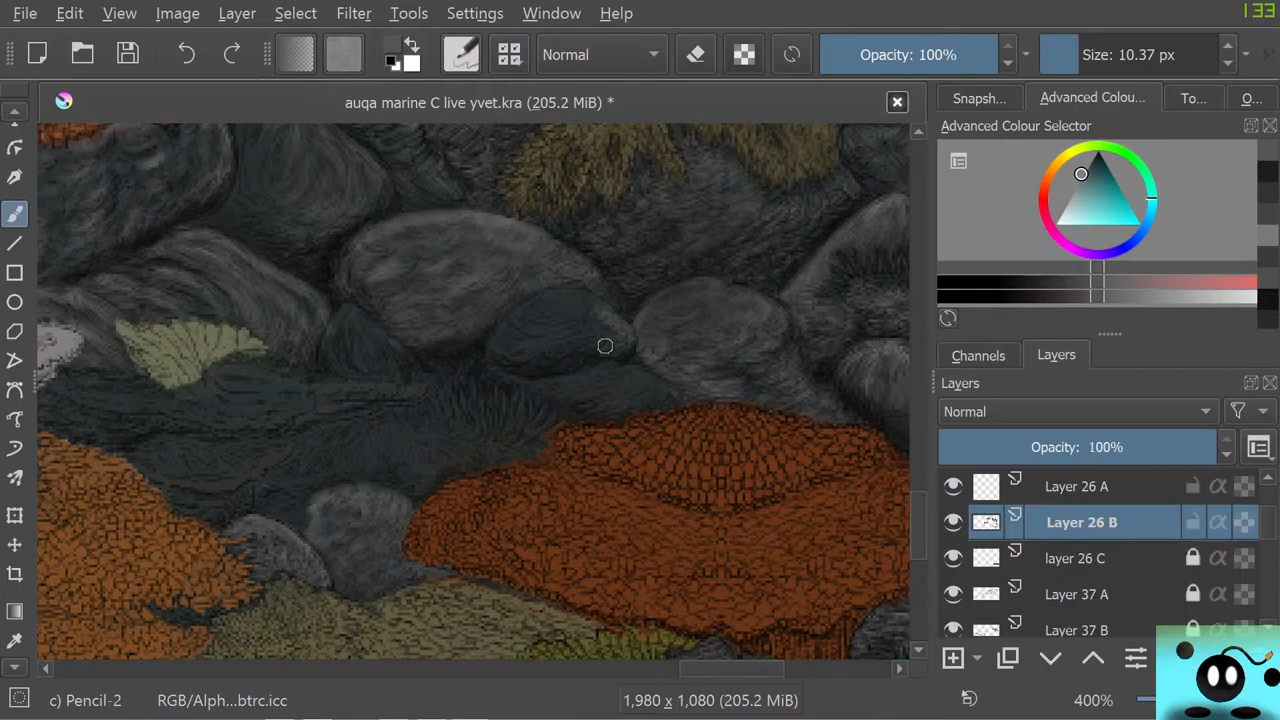 File Edit View Image Layer Select Filter Tools Settings Window Help
133
Normal
Opacity: 100%
Size: 10.37 px
auqa marine C live yvet.kra (205.2 MiB) *
Snapsh... Advanced Colou... To... O...
Advanced Colour Selector
Channels Layers
Layers
Normal
Opacity: 100%
Layer 26 A
Layer 26 B
layer 26 C
Layer 37 A
Layer 37 B
c) Pencil-2 RGB/Alph...btrc.icc 1,980 x 1,080 (205.2 MiB) 400%